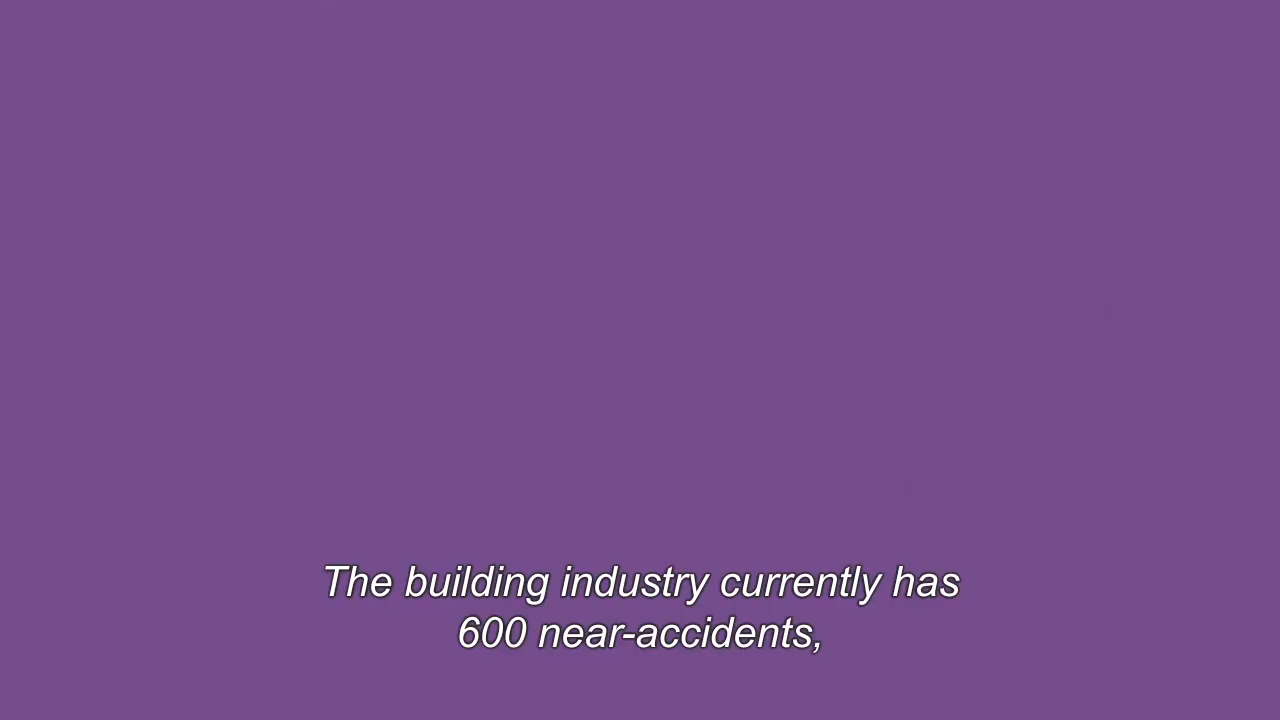 The building industry currently has
600 near-accidents,